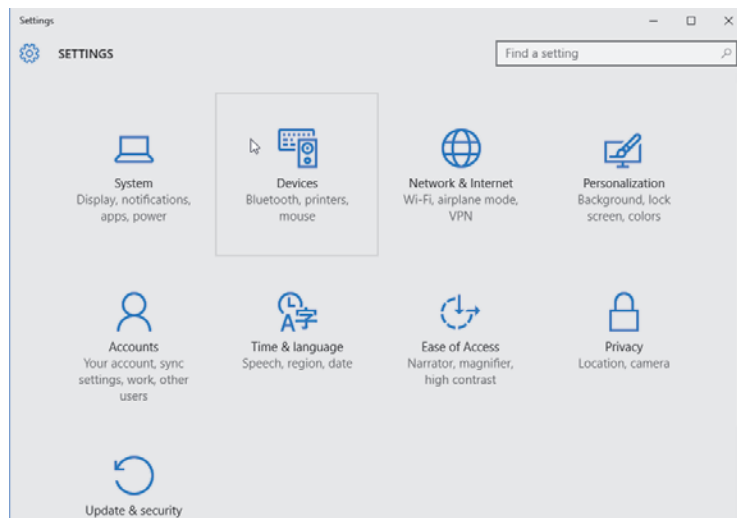 Settings
SETTINGS
Find a setting
System
Display, notifications,
apps, power
Devices
Bluetooth, printers,
mouse
Network & Internet
Wi-Fi, airplane mode,
VPN
Personalization
Background, lock
screen, colors
Accounts
Your account, sync
settings, work, other
users
Time & language
Speech, region, date
Ease of Access
Narrator, magnifier,
high contrast
Privacy
Location, camera
Update & security